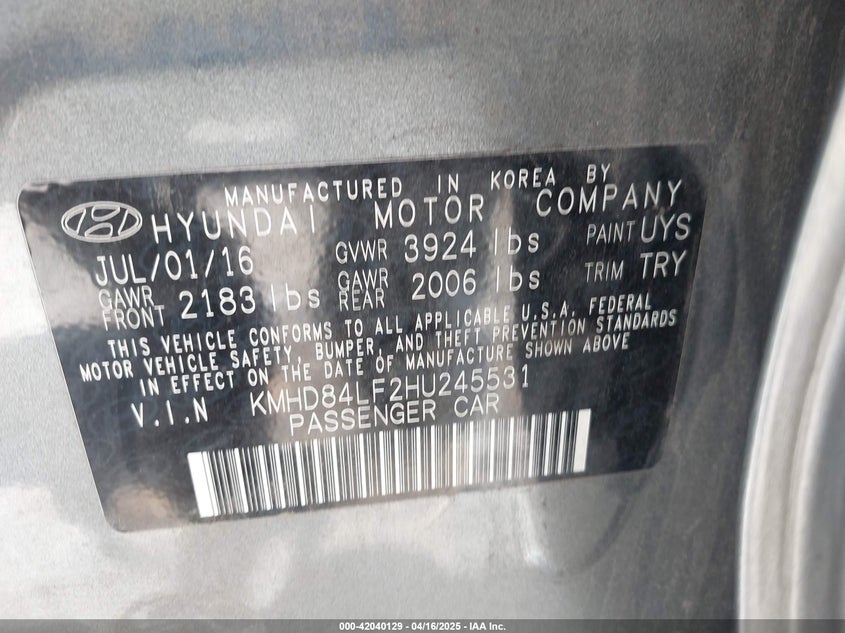 MANUFACTURED IN KOREA BY
HYUNDAI MOTOR COMPANY
JUL/01/16 GVWR 3924 lbs PAINT UYS
GAWR FRONT 2183 lbs GAWR REAR 2006 lbs TRIM TRY
THIS VEHICLE CONFORMS TO ALL APPLICABLE U.S.A. FEDERAL
MOTOR VEHICLE SAFETY, BUMPER, AND THEFT PREVENTION STANDARDS
IN EFFECT ON THE DATE OF MANUFACTURE SHOWN ABOVE
V.I.N KMHD84LF2HU245531
PASSENGER CAR
000-42040129 - 04/16/2025 - IAA Inc.